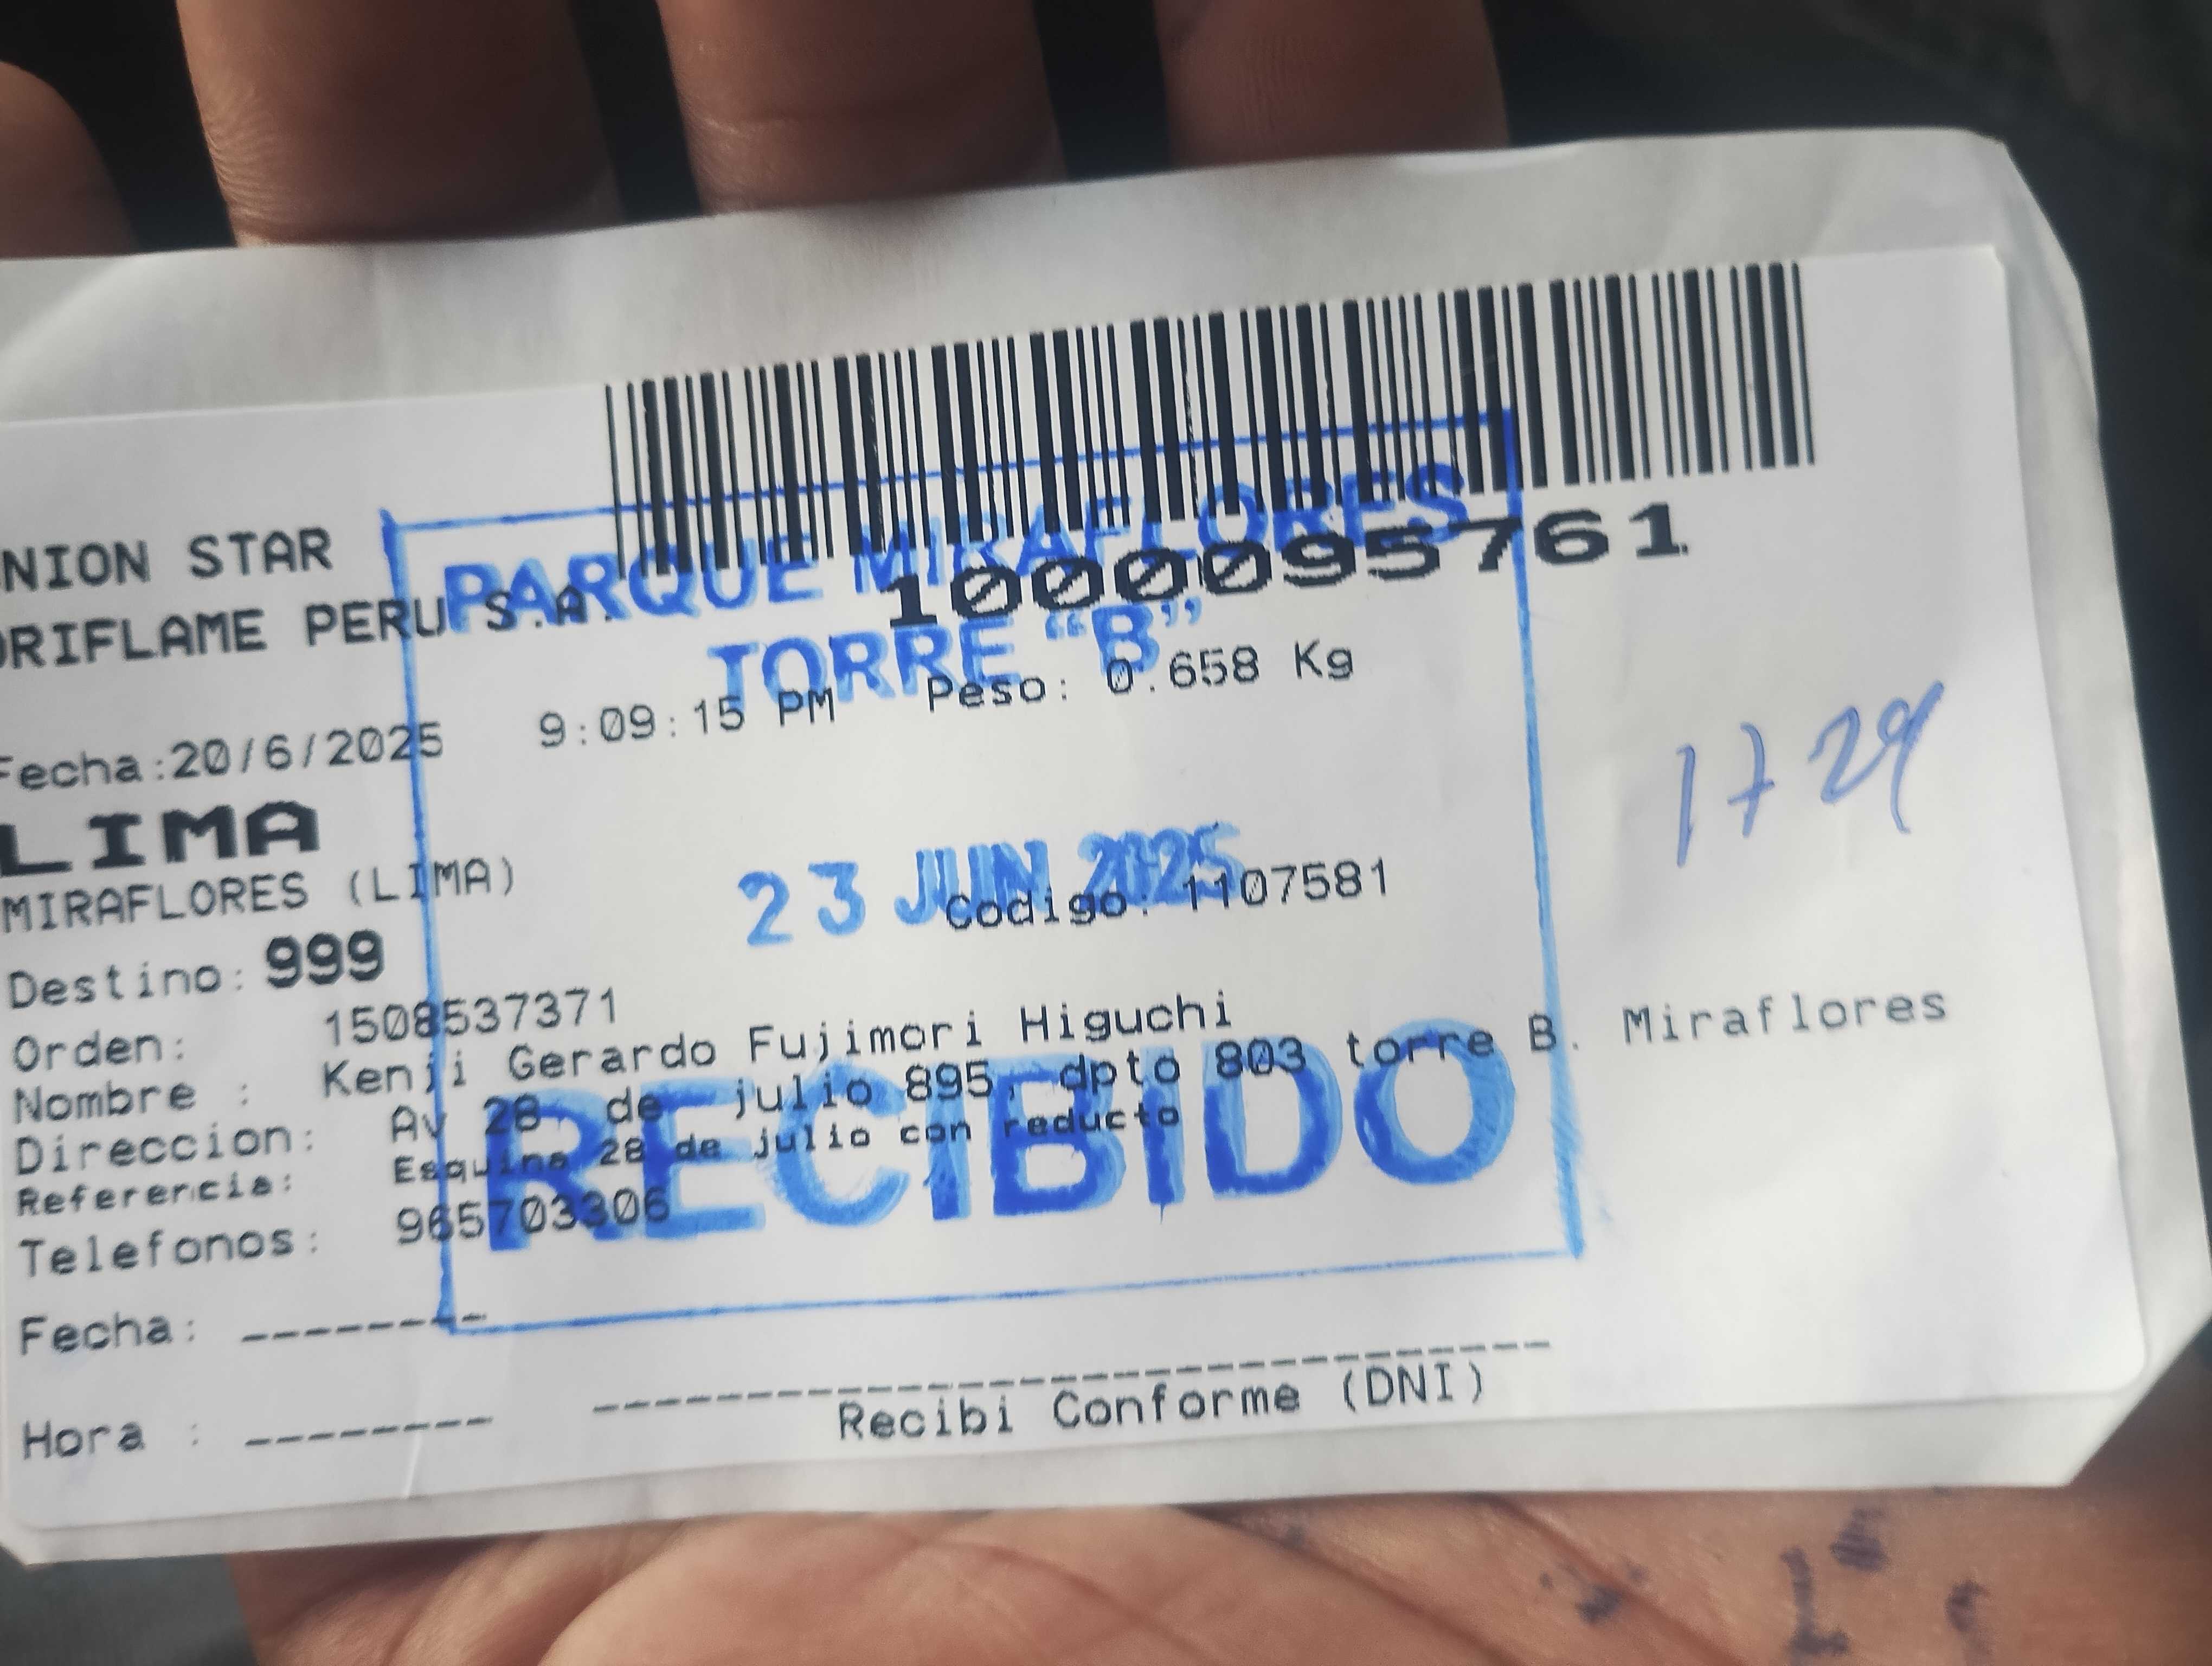 NION STAR
ORIFLAME PERU S.A.
1000095761
PARQUE MIRAFLORES
TORRE “B”
Fecha:20/6/2025 9:09:15 PM Peso: 0.658 Kg
1729
LIMA
MIRAFLORES (LIMA)
23 JUN 2025
Codigo: 1107581
Destino: 999
Orden: 1508537371
Nombre : Kenji Gerardo Fujimori Higuchi
Direccion: Av 28 de julio 895, dpto 803 torre B. Miraflores
Referencia: Esquina 28 de julio con reducto
Telefonos: 965703306
RECIBIDO
Fecha: --------
Hora : --------
Recibi Conforme (DNI)